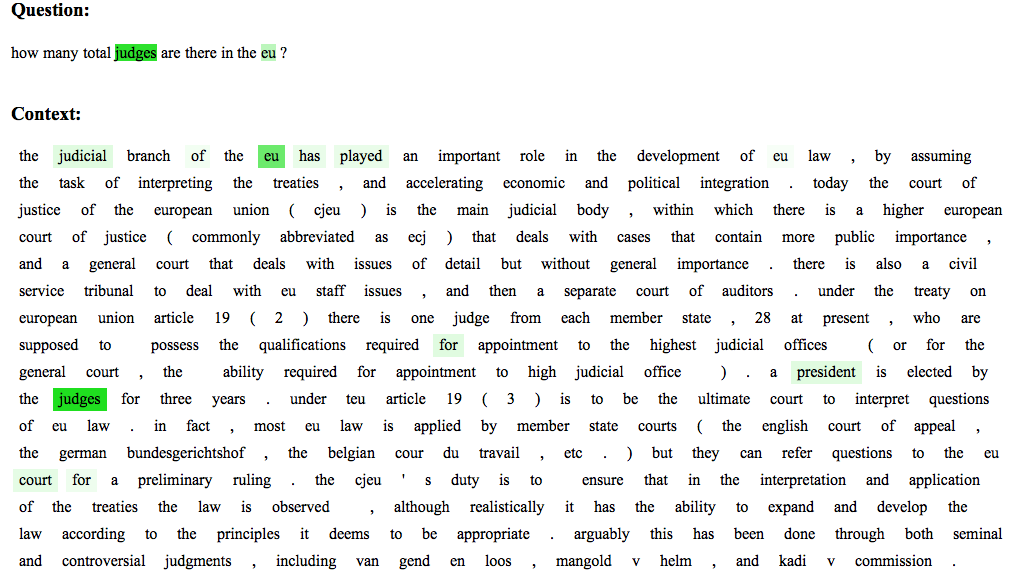 Question:
how many total judges are there in the eu ?
Context:
the judicial branch of the eu has played an important role in the development of eu law , by assuming
the task of interpreting the treaties , and accelerating economic and political integration . today the court of
justice of the european union ( cjeu ) is the main judicial body , within which there is a higher european
court of justice ( commonly abbreviated as ecj ) that deals with cases that contain more public importance ,
and a general court that deals with issues of detail but without general importance . there is also a civil
service tribunal to deal with eu staff issues , and then a separate court of auditors . under the treaty on
european union article 19 ( 2 ) there is one judge from each member state , 28 at present , who are
supposed to possess the qualifications required for appointment to the highest judicial offices ( or for the
general court , the ability required for appointment to high judicial office ) . a president is elected by
the judges for three years . under teu article 19 ( 3 ) is to be the ultimate court to interpret questions
of eu law . in fact , most eu law is applied by member state courts ( the english court of appeal ,
the german bundesgerichtshof , the belgian cour du travail , etc . ) but they can refer questions to the eu
court for a preliminary ruling . the cjeu ' s duty is to ensure that in the interpretation and application
of the treaties the law is observed , although realistically it has the ability to expand and develop the
law according to the principles it deems to be appropriate . arguably this has been done through both seminal
and controversial judgments , including van gend en loos , mangold v helm , and kadi v commission .